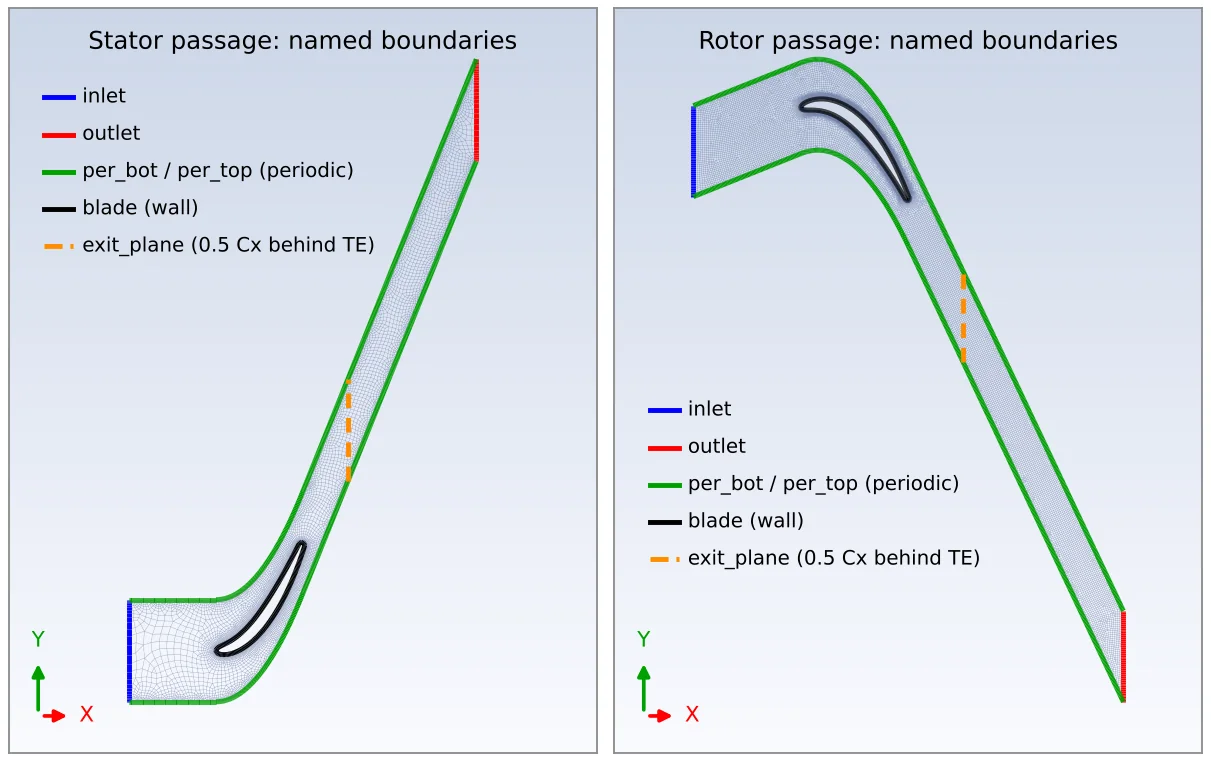 Stator passage: named boundaries
inlet
outlet
per_bot / per_top (periodic)
blade (wall)
exit_plane (0.5 Cx behind TE)
Y
X
Rotor passage: named boundaries
inlet
outlet
per_bot / per_top (periodic)
blade (wall)
exit_plane (0.5 Cx behind TE)
Y
X